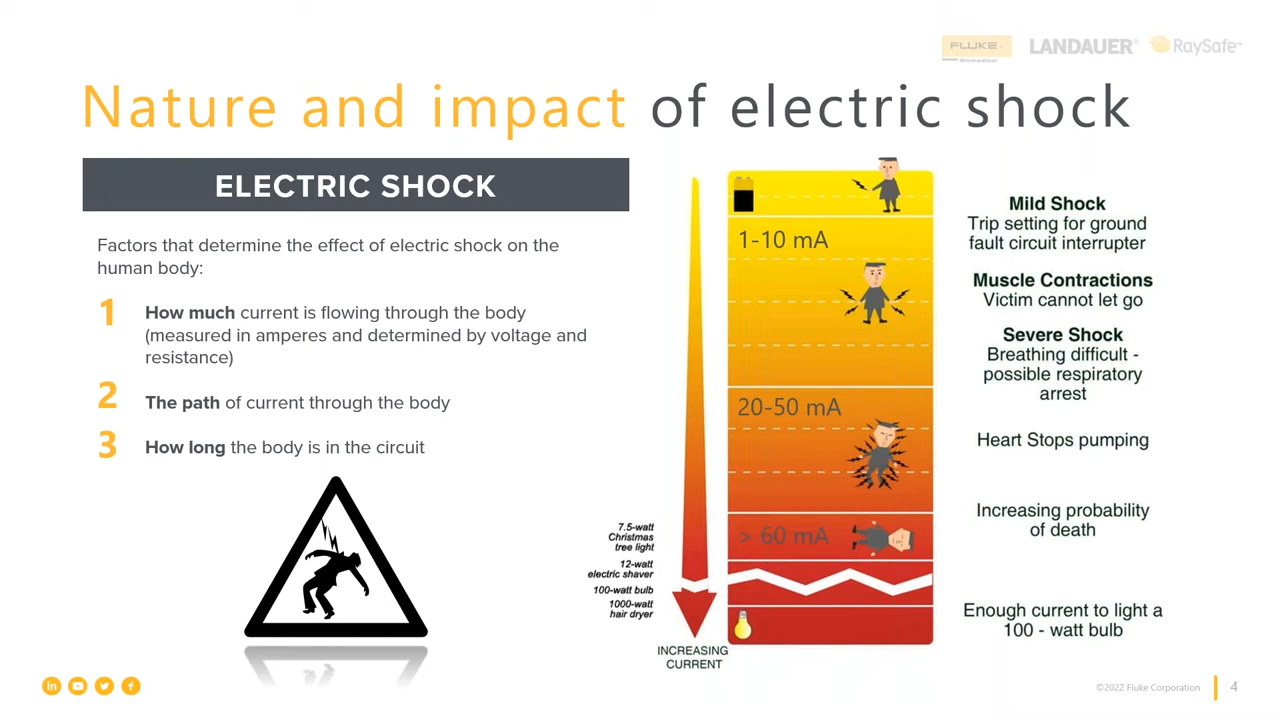 FLUKE
Biomedical
LANDAUER®
RaySafe™
Nature and impact of electric shock
ELECTRIC SHOCK
Factors that determine the effect of electric shock on the
human body:
1 How much current is flowing through the body
(measured in amperes and determined by voltage and
resistance)
2 The path of current through the body
3 How long the body is in the circuit
7.5-watt
Christmas
tree light
12-watt
electric shaver
100-watt bulb
1000-watt
hair dryer
INCREASING
CURRENT
1-10 mA
20-50 mA
> 60 mA
Mild Shock
Trip setting for ground
fault circuit interrupter
Muscle Contractions
Victim cannot let go
Severe Shock
Breathing difficult -
possible respiratory
arrest
Heart Stops pumping
Increasing probability
of death
Enough current to light a
100 - watt bulb
©2022 Fluke Corporation
4